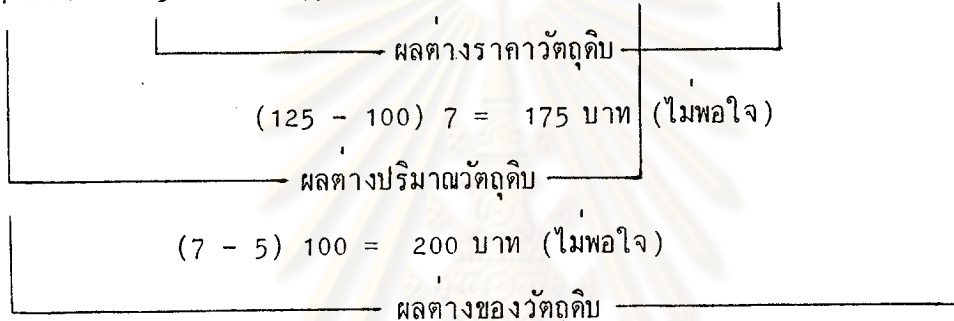 ผลต่างราคาวัตถุดิบ
(125 - 100) 7 = 175 บาท (ไม่พอใจ)
ผลต่างปริมาณวัตถุดิบ
(7 - 5) 100 = 200 บาท (ไม่พอใจ)
ผลต่างของวัตถุดิบ